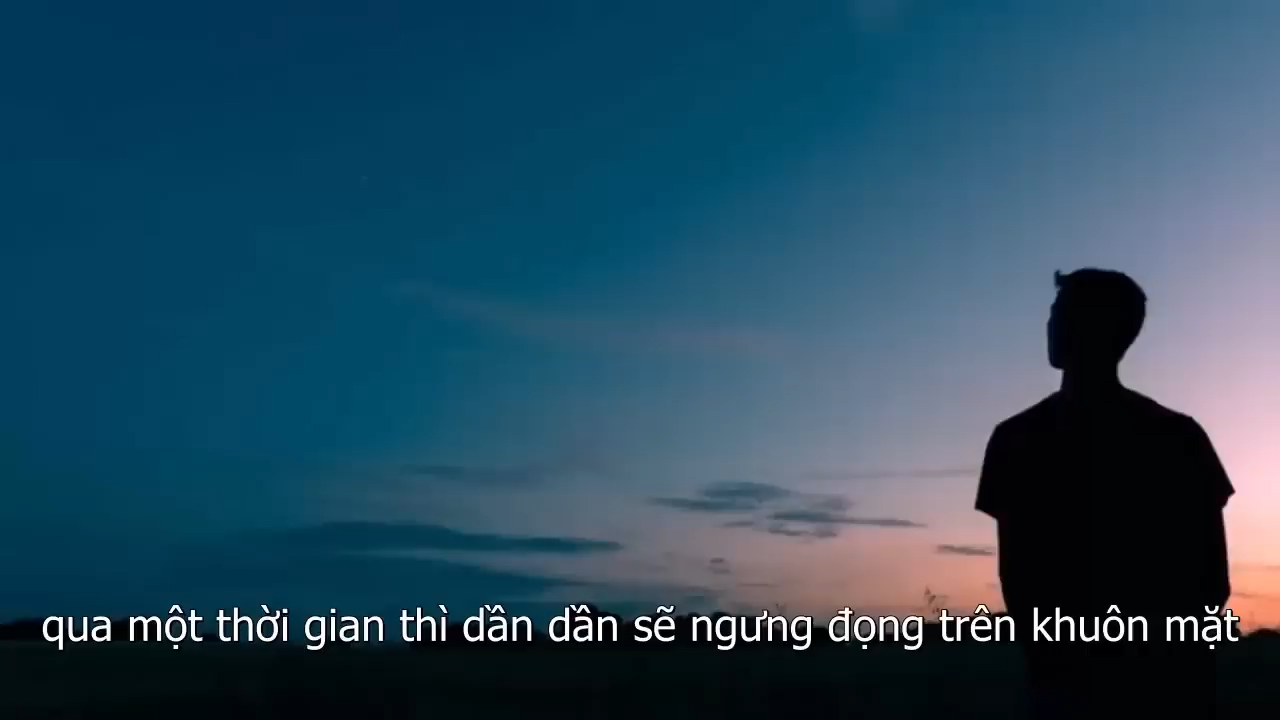 qua một thời gian thì dần dần sẽ ngưng đọng trên khuôn mặt